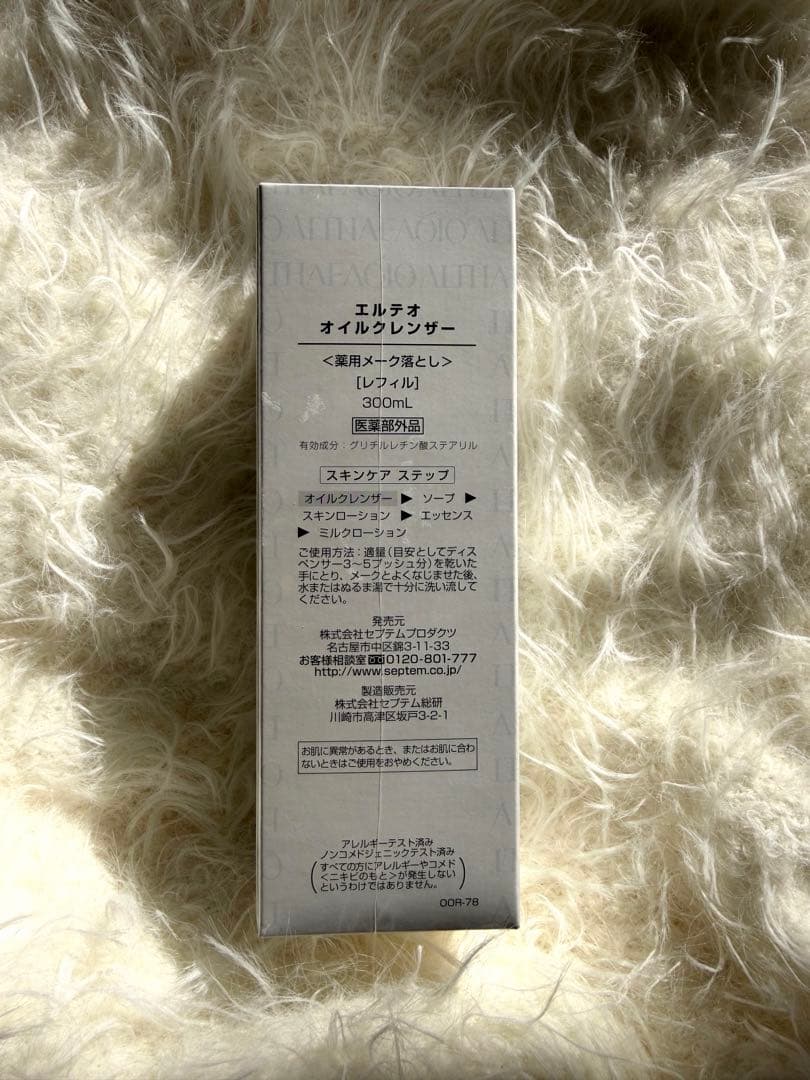 エルテオ
オイルクレンザー
＜薬用メーク落とし＞
[レフィル]
300mL
医薬部外品
有効成分：グリチルレチン酸ステアリル
スキンケア ステップ
オイルクレンザー ▶ ソープ ▶
スキンローション ▶ エッセンス
▶ ミルクローション
ご使用方法：適量（目安としてディス
ペンサー3〜5プッシュ分）を乾いた
手にとり、メークとよくなじませた後、
水またはぬるま湯で十分に洗い流して
ください。
発売元
株式会社セプテムプロダクツ
名古屋市中区錦3-11-33
お客様相談室 0120-801-777
http://www.septem.co.jp/
製造販売元
株式会社セプテム総研
川崎市高津区坂戸3-2-1
お肌に異常があるとき、またはお肌に合わ
ないときはご使用をおやめください。
アレルギーテスト済み
ノンコメドジェニックテスト済み
（すべての方にアレルギーやコメド
＜ニキビのもと＞が発生しない
というわけではありません。）
OOR-78